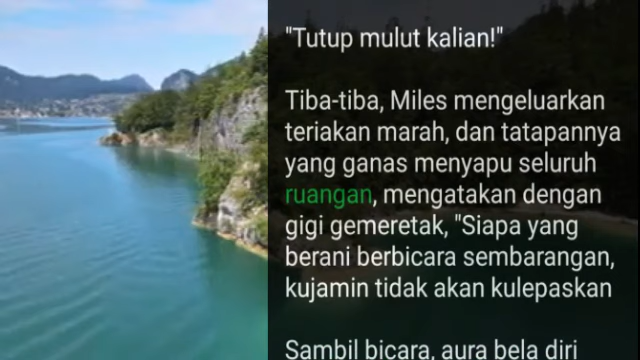 "Tutup mulut kalian!"
Tiba-tiba, Miles mengeluarkan
teriakan marah, dan tatapannya
yang ganas menyapu seluruh
ruangan, mengatakan dengan
gigi gemeretak, "Siapa yang
berani berbicara sembarangan,
kujamin tidak akan kulepaskan
Sambil bicara, aura bela diri